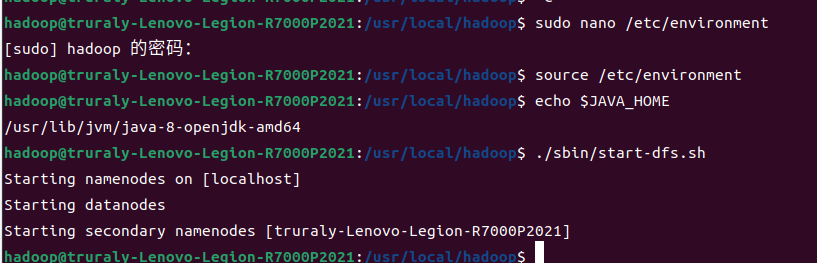 hadoop@truraly-Lenovo-Legion-R7000P2021:/usr/local/hadoop$ sudo nano /etc/environment
[sudo] hadoop 的密码：
hadoop@truraly-Lenovo-Legion-R7000P2021:/usr/local/hadoop$ source /etc/environment
hadoop@truraly-Lenovo-Legion-R7000P2021:/usr/local/hadoop$ echo $JAVA_HOME
/usr/lib/jvm/java-8-openjdk-amd64
hadoop@truraly-Lenovo-Legion-R7000P2021:/usr/local/hadoop$ ./sbin/start-dfs.sh
Starting namenodes on [localhost]
Starting datanodes
Starting secondary namenodes [truraly-Lenovo-Legion-R7000P2021]
hadoop@truraly-Lenovo-Legion-R7000P2021:/usr/local/hadoop$